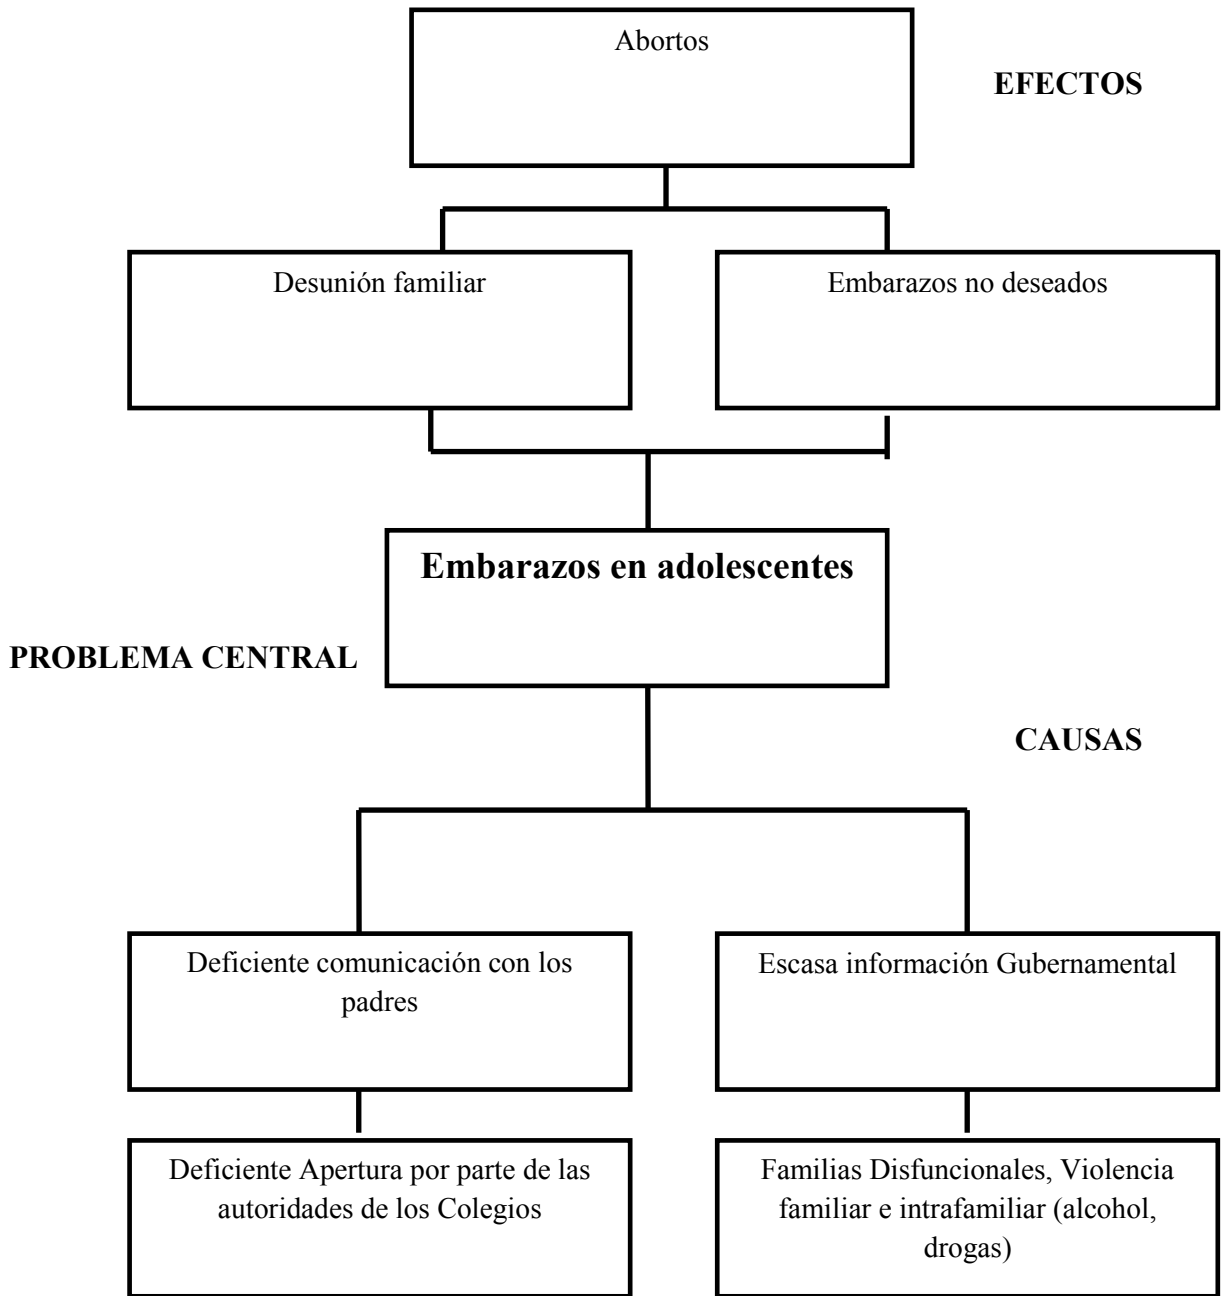 Abortos
EFECTOS
Desunión familiar
Embarazos no deseados
Embarazos en adolescentes
PROBLEMA CENTRAL
CAUSAS
Deficiente comunicación con los
padres
Escasa información Gubernamental
Deficiente Apertura por parte de las
autoridades de los Colegios
Familias Disfuncionales, Violencia
familiar e intrafamiliar (alcohol,
drogas)